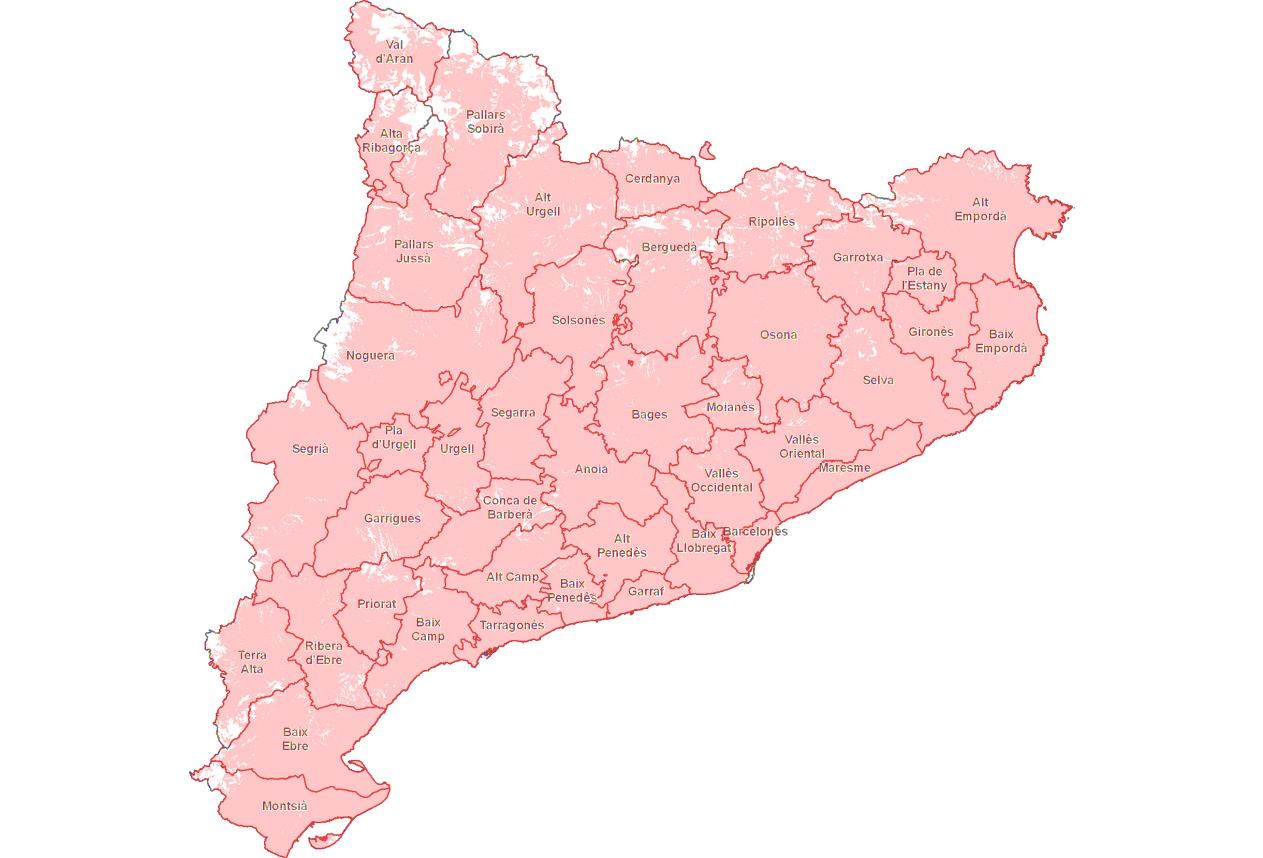 Val
d'Aran
Pallars
Sobirà
Alta
Ribagorça
Cerdanya
Alt
Urgell
Alt
Empordà
Ripollès
Pallars
Jussà
Berguedà
Garrotxa
Pla de
l'Estany
Solsonès
Osona
Gironès
Baix
Empordà
Noguera
Selva
Segarra
Bages
Moianès
Pla
d'Urgell
Segrià
Urgell
Vallès
Oriental
Maresme
Anoia
Vallès
Occidental
Conca de
Barberà
Garrigues
Barcelonès
Baix
Llobregat
Alt
Penedès
Alt Camp
Baix
Penedès
Garraf
Priorat
Baix
Camp
Tarragonès
Ribera
d'Ebre
Terra
Alta
Baix
Ebre
Montsià